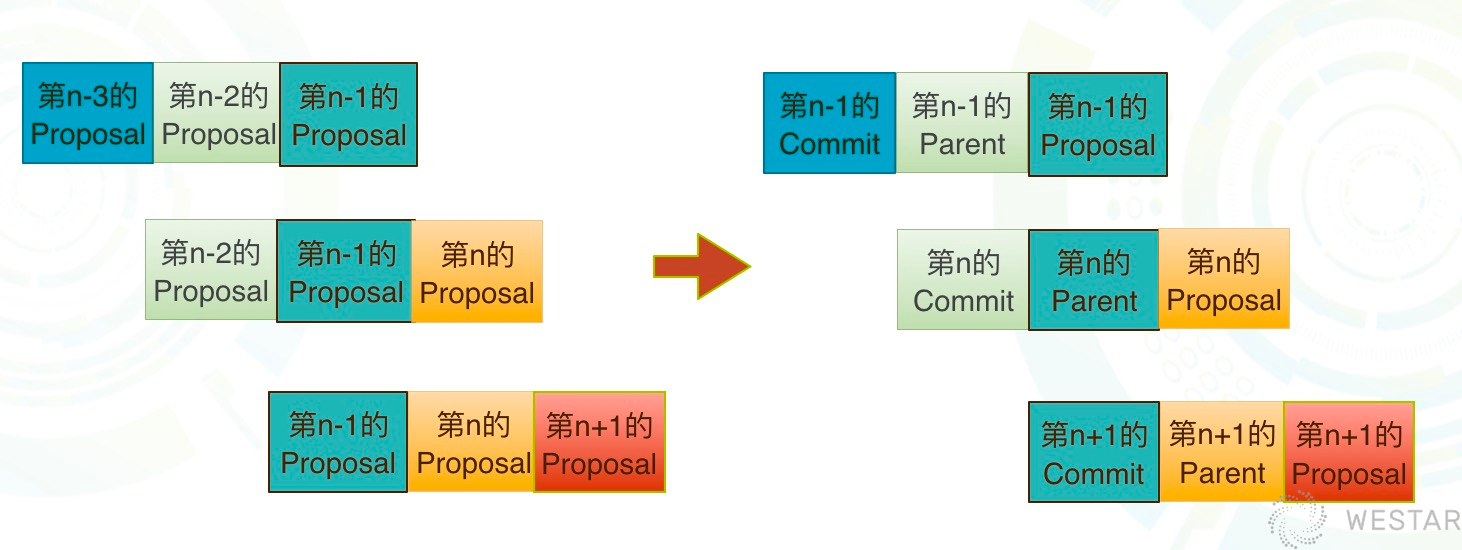 第n-3的
Proposal
第n-2的
Proposal
第n-1的
Proposal
第n-2的
Proposal
第n-1的
Proposal
第n的
Proposal
第n-1的
Proposal
第n的
Proposal
第n+1的
Proposal
第n-1的
Commit
第n-1的
Parent
第n-1的
Proposal
第n的
Commit
第n的
Parent
第n的
Proposal
第n+1的
Commit
第n+1的
Parent
第n+1的
Proposal
WESTAR